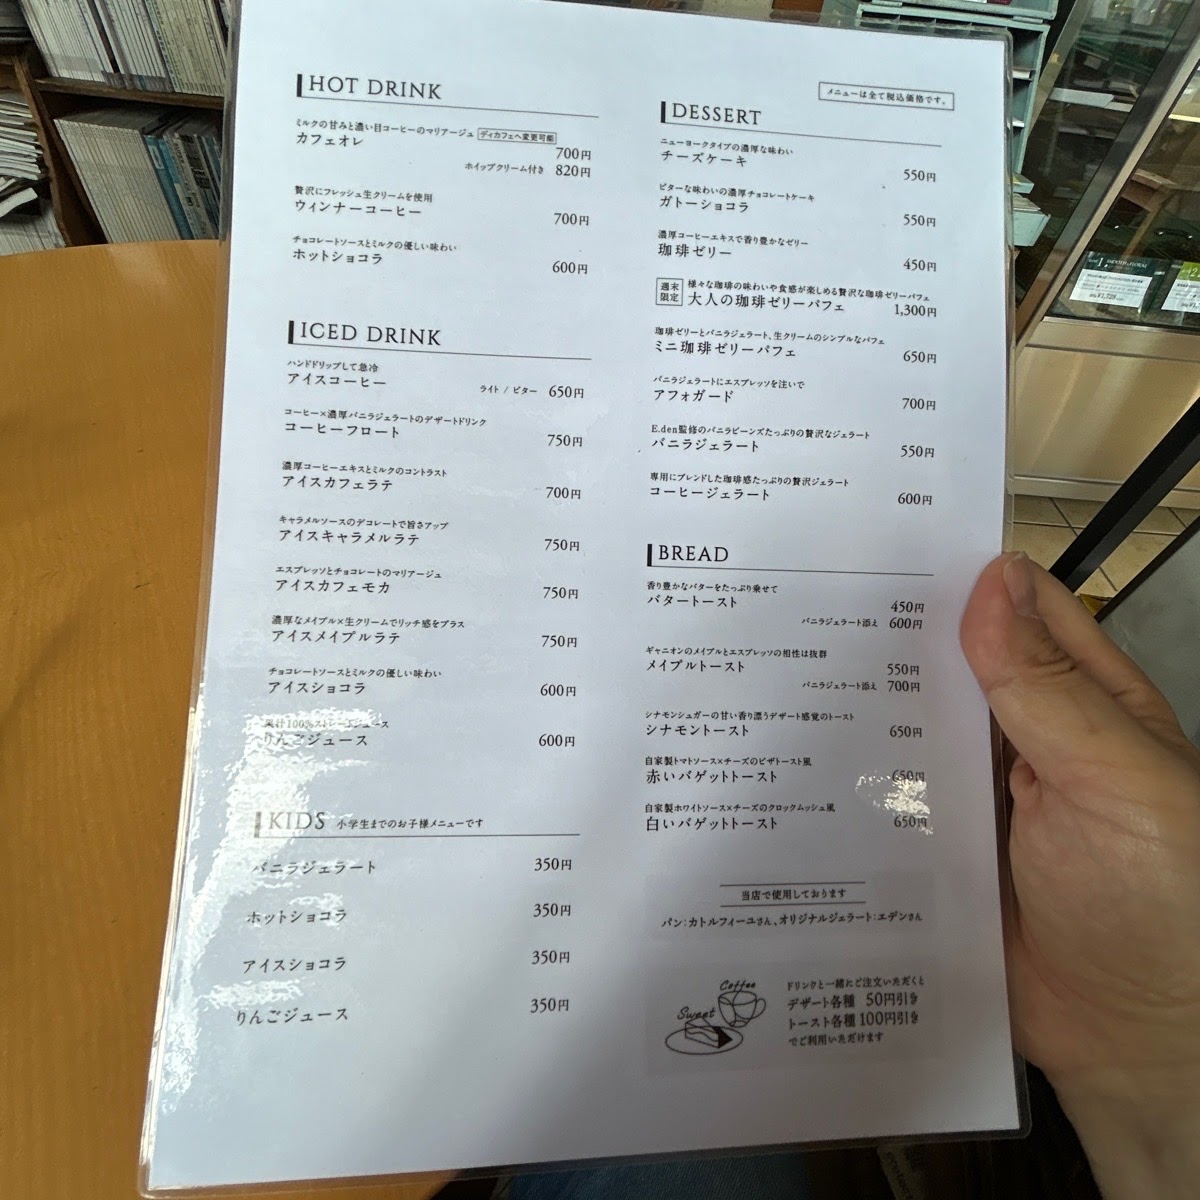 HOT DRINK
ミルクの甘みと濃い目コーヒーのマリアージュ ディカフェへ変更可能
カフェオレ 700円
ホイップクリーム付き 820円
贅沢にフレッシュ生クリームを使用
ウィンナーコーヒー 700円
チョコレートソースとミルクの優しい味わい
ホットショコラ 600円
ICED DRINK
ハンドドリップして急冷
アイスコーヒー ライト / ビター 650円
コーヒー×濃厚バニラジェラートのデザートドリンク
コーヒーフロート 750円
濃厚コーヒーエキスとミルクのコントラスト
アイスカフェラテ 700円
キャラメルソースのデコレートで旨さアップ
アイスキャラメルラテ 750円
エスプレッソとチョコレートのマリアージュ
アイスカフェモカ 750円
濃厚なメイプル×生クリームでリッチ感をプラス
アイスメイプルラテ 750円
チョコレートソースとミルクの優しい味わい
アイスショコラ 600円
果汁100%ストレートジュース
りんごジュース 600円
KIDS 小学生までのお子様メニューです
バニラジェラート 350円
ホットショコラ 350円
アイスショコラ 350円
りんごジュース 350円
メニューは全て税込価格です。
DESSERT
ニューヨークタイプの濃厚な味わい
チーズケーキ 550円
ビターな味わいの濃厚チョコレートケーキ
ガトーショコラ 550円
濃厚コーヒーエキスで香り豊かなゼリー
珈琲ゼリー 450円
週末限定 様々な珈琲の味わいや食感が楽しめる贅沢な珈琲ゼリーパフェ
大人の珈琲ゼリーパフェ 1,300円
珈琲ゼリーとバニラジェラート、生クリームのシンプルなパフェ
ミニ珈琲ゼリーパフェ 650円
バニラジェラートにエスプレッソを注いで
アフォガード 700円
E.den監修のバニラビーンズたっぷりの贅沢なジェラート
バニラジェラート 550円
専用にブレンドした珈琲感たっぷりの贅沢ジェラート
コーヒージェラート 600円
BREAD
香り豊かなバターをたっぷり乗せて
バタートースト 450円
バニラジェラート添え 600円
ギャニオンのメイプルとエスプレッソの相性は抜群
メイプルトースト 550円
バニラジェラート添え 700円
シナモンシュガーの甘い香り漂うデザート感覚のトースト
シナモントースト 650円
自家製トマトソース×チーズのピザトースト風
赤いバゲットトースト 650円
自家製ホワイトソース×チーズのクロックムッシュ風
白いバゲットトースト 650円
当店で使用しております
パン：カトルフィーユさん、オリジナルジェラート：エデンさん
Coffee
Sweet
ドリンクと一緒にご注文いただくと
デザート各種 50円引き
トースト各種100円引き
でご利用いただけます